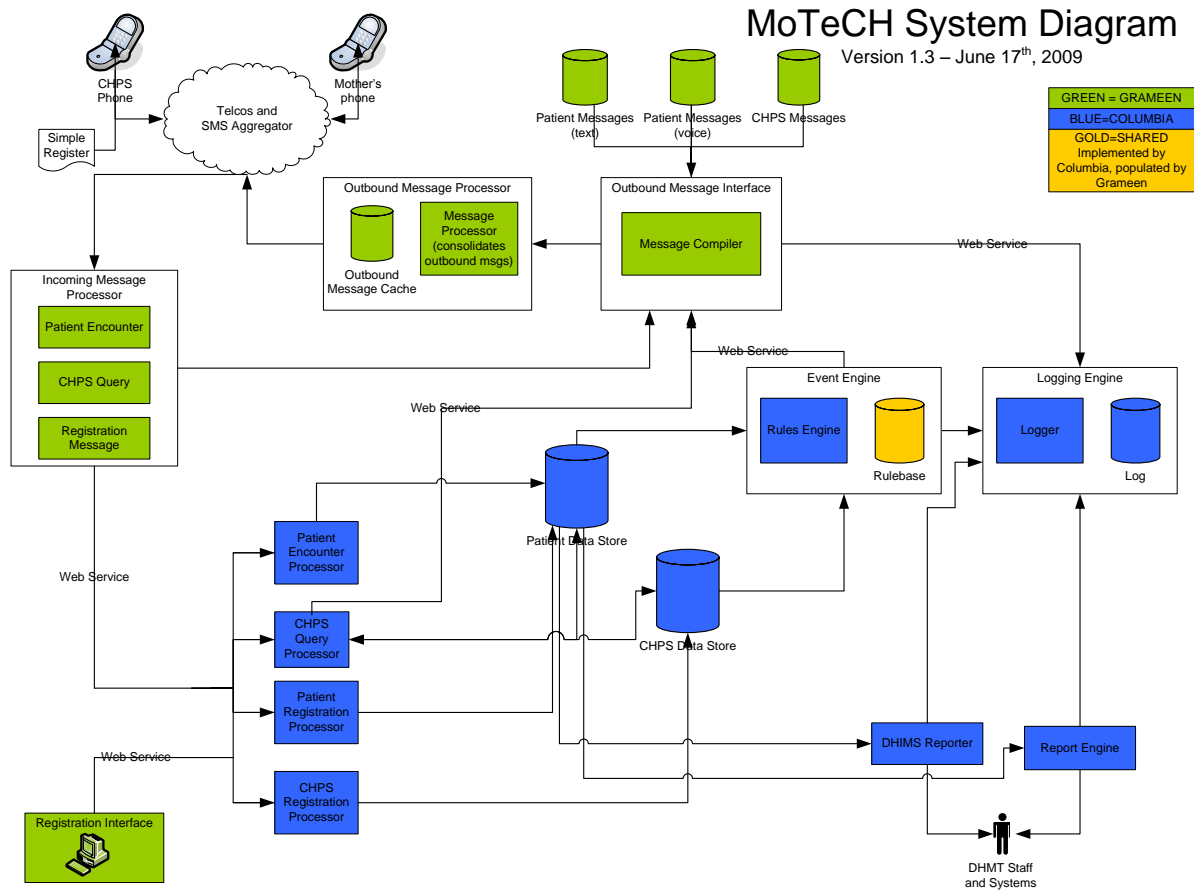 MoTeCH System Diagram
Version 1.3 – June 17th, 2009
CHPS
Phone
Mother's
phone
Telcos and
SMS Aggregator
Simple
Register
Patient Messages
(text)
Patient Messages
(voice)
CHPS Messages
GREEN = GRAMEEN
BLUE=COLUMBIA
GOLD=SHARED
Implemented by
Columbia, populated by
Grameen
Outbound Message Processor
Message
Processor
(consolidates
outbound msgs)
Outbound
Message Cache
Outbound Message Interface
Message Compiler
Web Service
Incoming Message
Processor
Patient Encounter
CHPS Query
Registration
Message
Web Service
Web Service
Event Engine
Rules Engine
Rulebase
Logging Engine
Logger
Log
Patient Data Store
Patient
Encounter
Processor
Web Service
CHPS
Query
Processor
CHPS Data Store
Patient
Registration
Processor
DHIMS Reporter
Report Engine
Web Service
CHPS
Registration
Processor
Registration Interface
DHMT Staff
and Systems